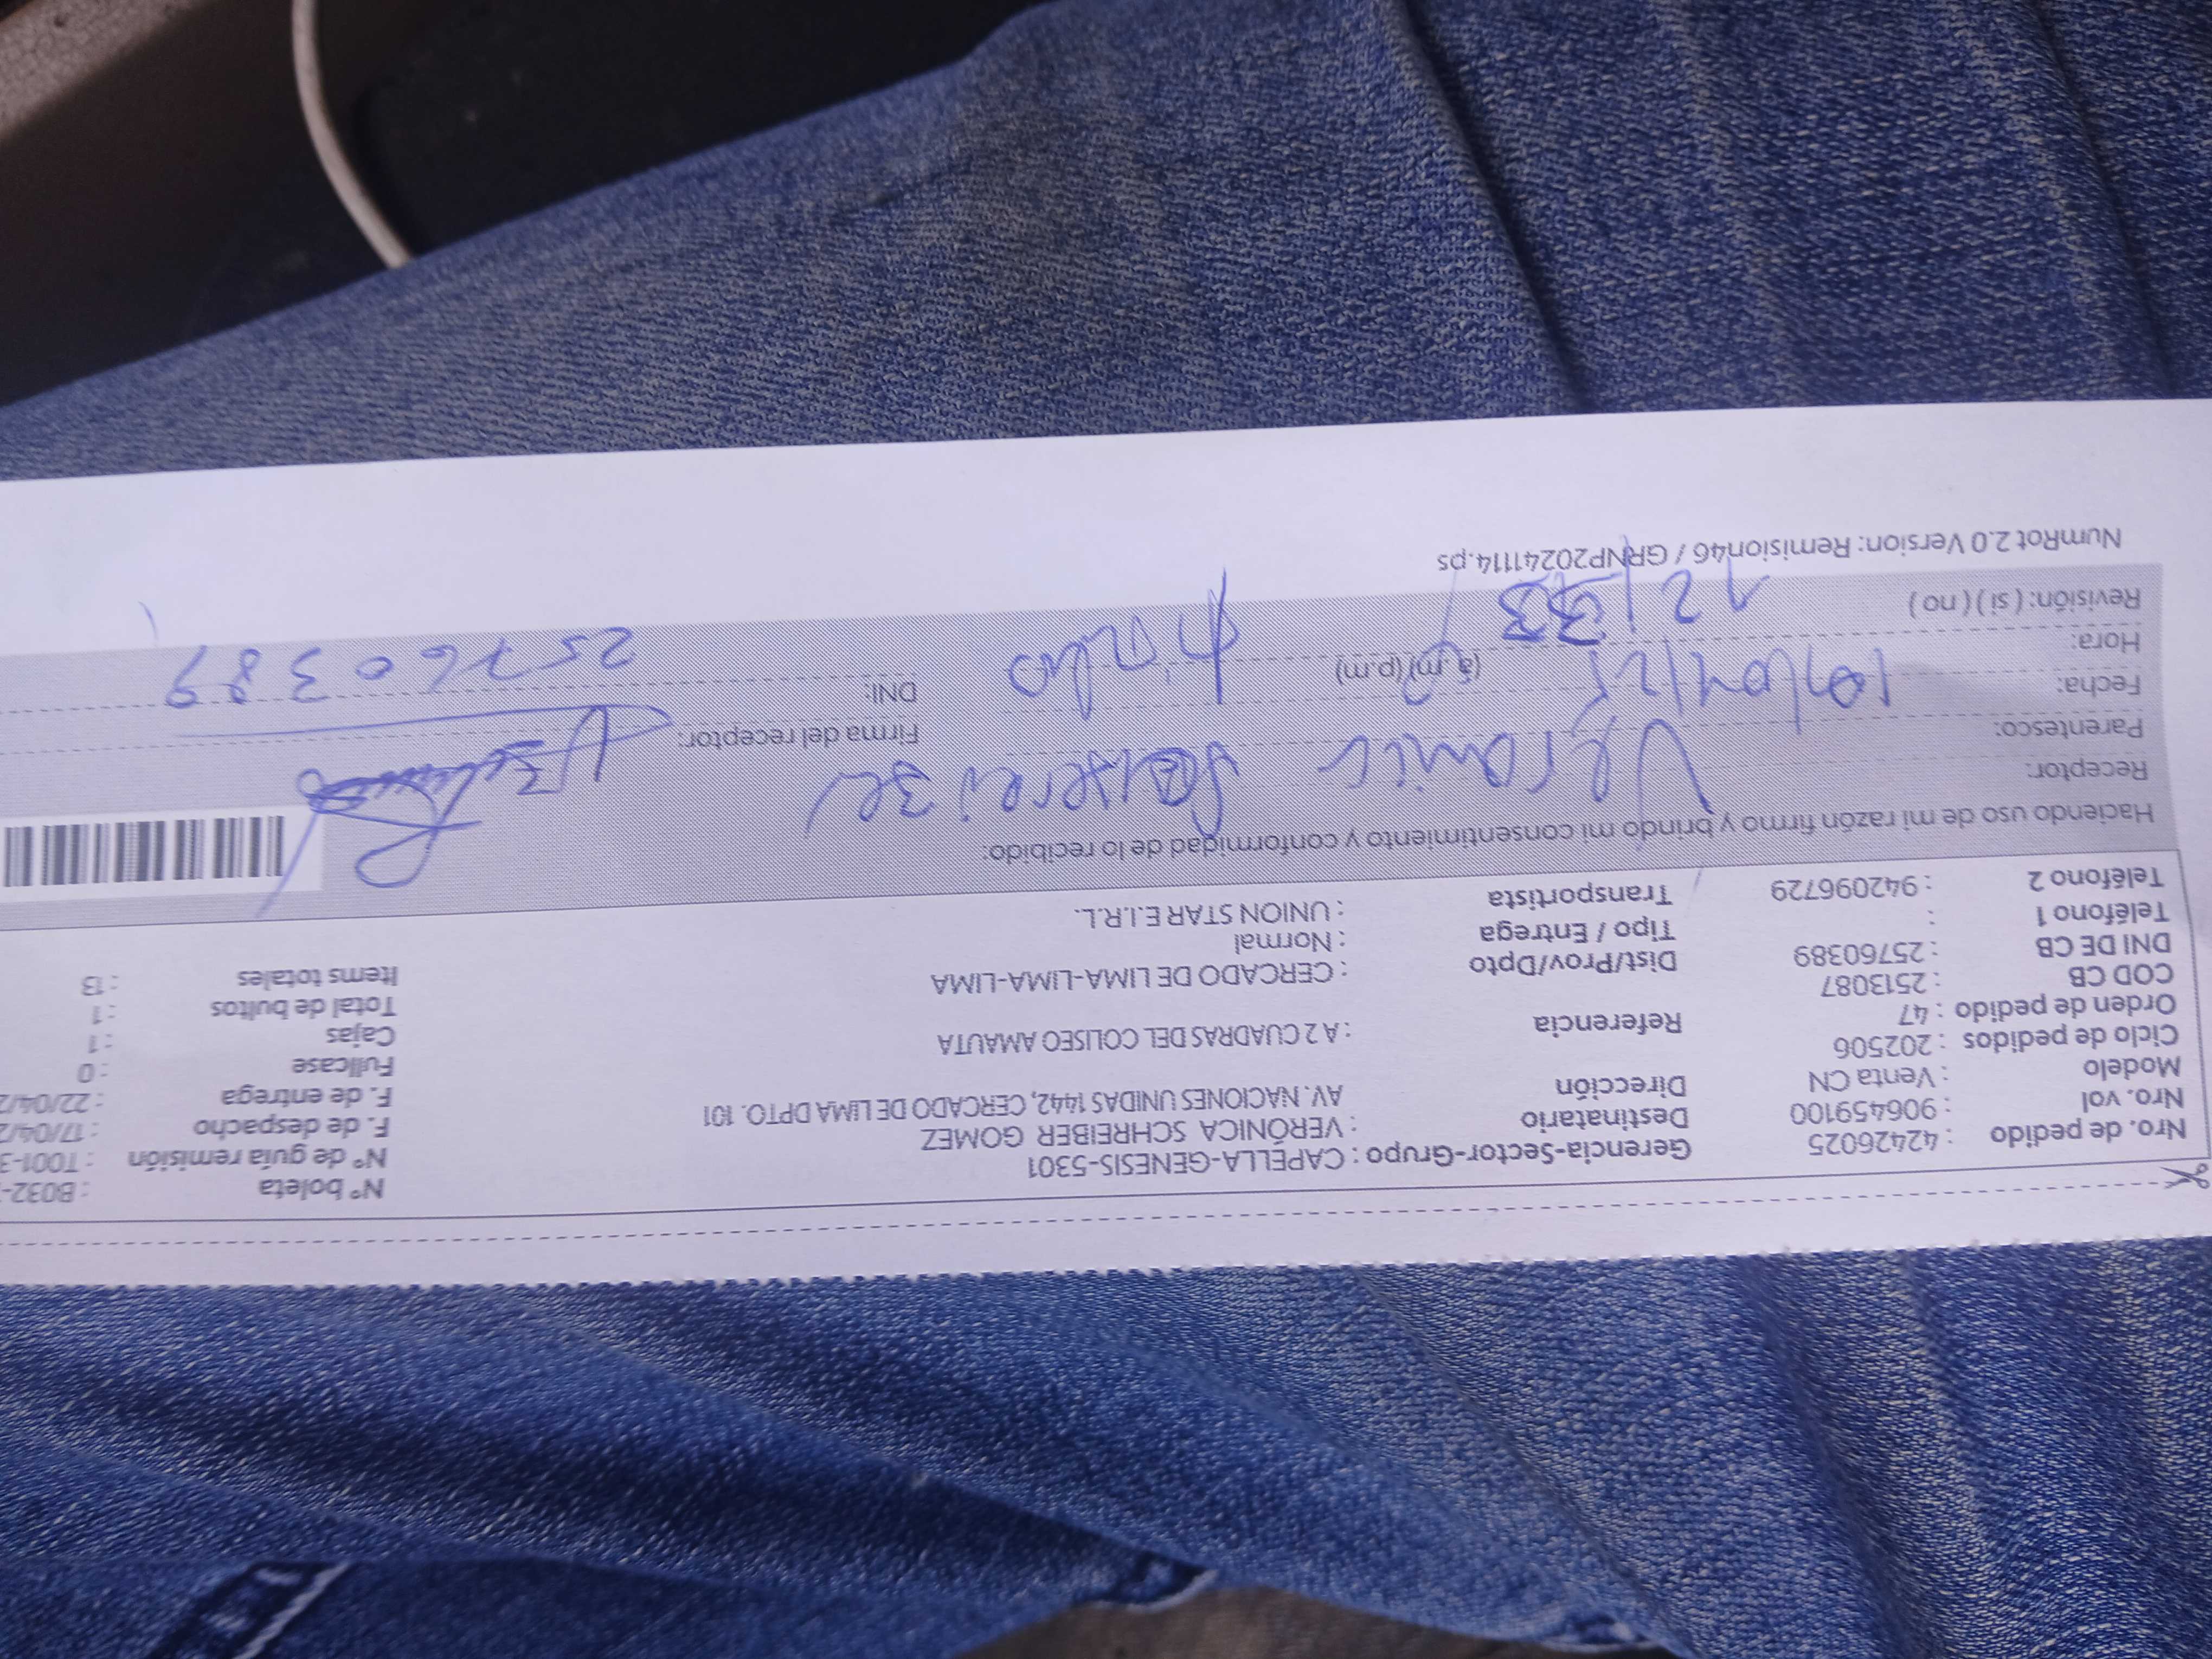 Nro. de pedido : 42426025
Nro. vol : 906459100
Modelo : Venta CN
Ciclo de pedidos : 202506
Orden de pedido : 47
COD CB : 2513087
DNI DE CB : 25760389
Teléfono 1 :
Teléfono 2 : 942096729
Gerencia-Sector-Grupo : CAPELLA-GENESIS-5301
Destinatario : VERÓNICA SCHREIBER GOMEZ
Dirección AV. NACIONES UNIDAS 1442, CERCADO DE LIMA DPTO. 101
Referencia : A 2 CUADRAS DEL COLISEO AMAUTA
Dist/Prov/Dpto : CERCADO DE LIMA-LIMA-LIMA
Tipo / Entrega : Normal
Transportista : UNION STAR E.I.R.L.
N° boleta : B032-
N° de guía remisión : T001-3
F. de despacho : 17/04/2
F. de entrega : 22/04/2
Fullcase : 0
Cajas : 1
Total de bultos : 1
Items totales : 13
Haciendo uso de mi razón firmo y brindo mi consentimiento y conformidad de lo recibido:
Receptor: Veronica
Parentesco:
Fecha:
Hora: (a.m) (p.m)
Revisión: ( si ) ( no )
Firma del receptor:
DNI: 25760389
NumRot 2.0 Version: Remision46 / GRNP20241114.ps